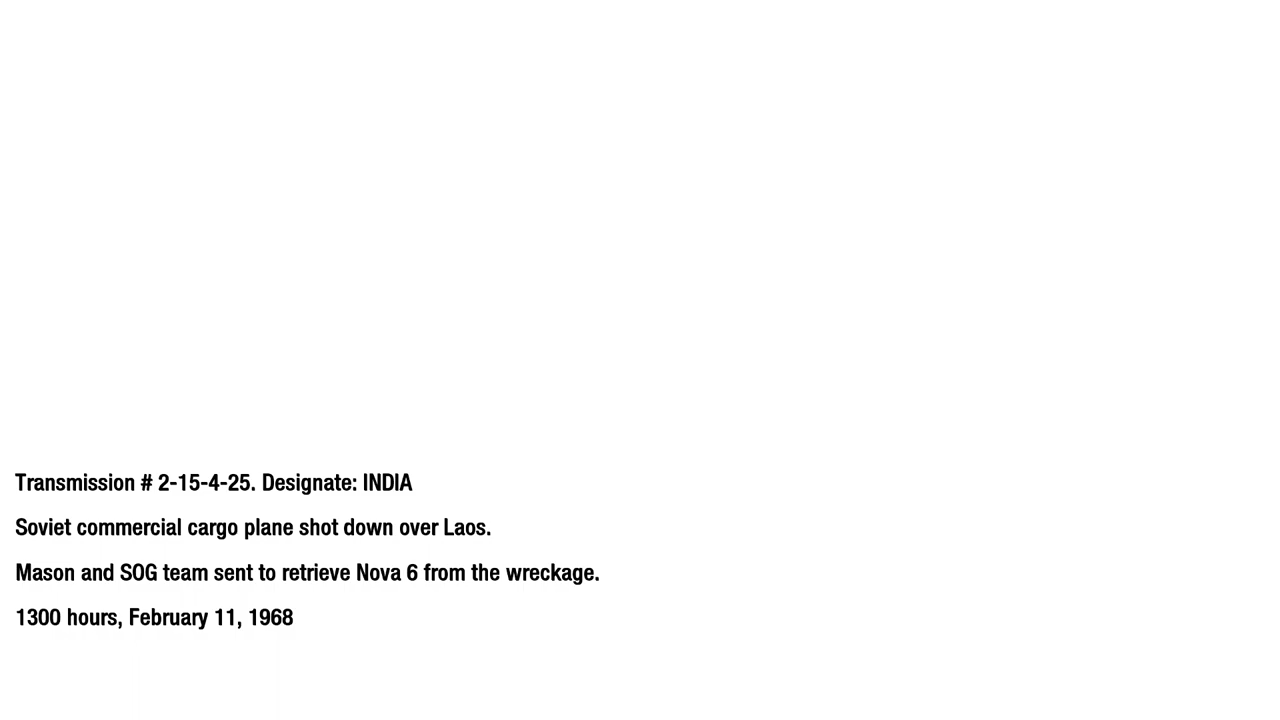 Transmission # 2-15-4-25. Designate: INDIA
Soviet commercial cargo plane shot down over Laos.
Mason and SOG team sent to retrieve Nova 6 from the wreckage.
1300 hours, February 11, 1968